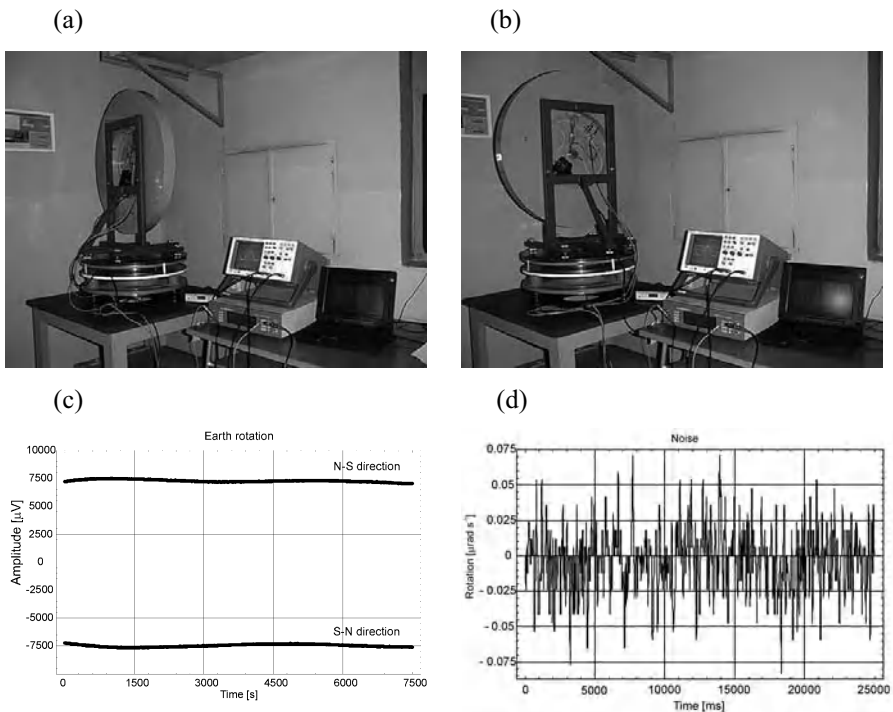 (a)
(b)
(c)
(d)
Earth rotation
10000
7500
5000
2500
0
-2500
-5000
-7500
Amplitude [μV]
N-S direction
S-N direction
0
1500
3000
4500
6000
7500
Time [s]
Noise
0.075
0.05
0.025
0
- 0.025
- 0.05
- 0.075
Rotation [μrad s⁻¹]
0
5000
10000
15000
20000
25000
Time [ms]